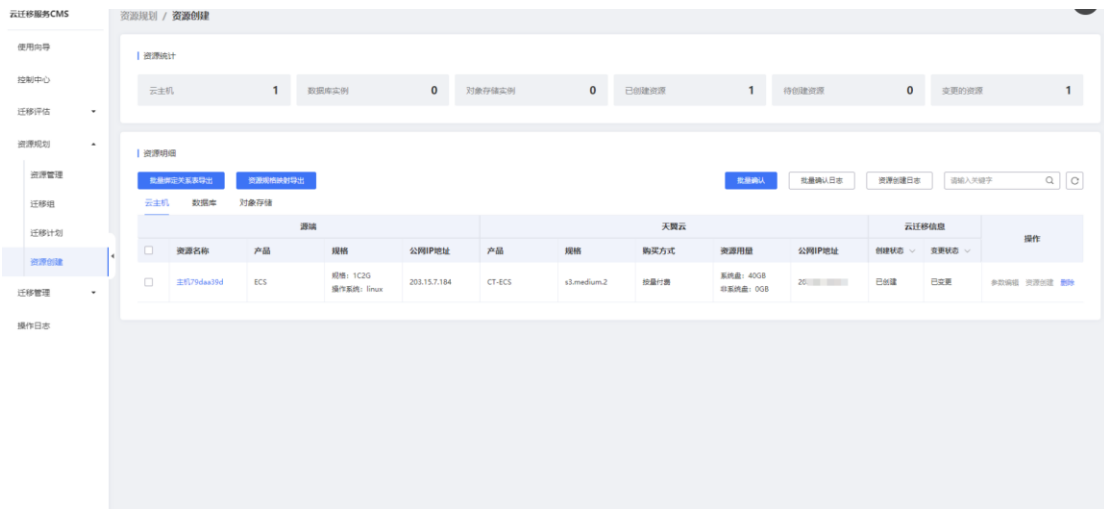 云迁移服务CMS
资源规划 / 资源创建
使用向导
控制中心
迁移评估
资源规划
资源管理
迁移组
迁移计划
资源创建
迁移管理
操作日志
资源统计
云主机 1 数据库实例 0 对象存储实例 0 已创建资源 1 待创建资源 0 变更的资源 1
资源明细
批量绑定关系表导出 资源规格映射导出 批量确认 批量确认日志 资源创建日志 请输入关键字
云主机 数据库 对象存储
源端 天翼云 云迁移信息 操作
资源名称 产品 规格 公网IP地址 产品 规格 购买方式 资源用量 公网IP地址 创建状态 变更状态
主机79daa39d ECS 规格：1C2G 203.15.7.184 CT-ECS s3.medium.2 按量付费 系统盘：40GB 20 已创建 已变更 参数编辑 资源创建 删除
操作系统：linux 非系统盘：0GB